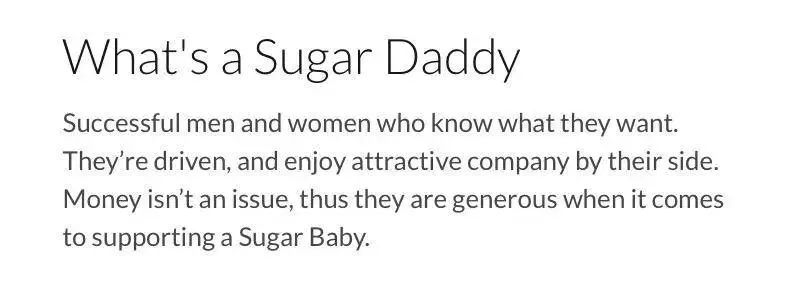 What's a Sugar Daddy
Successful men and women who know what they want.
They’re driven, and enjoy attractive company by their side.
Money isn’t an issue, thus they are generous when it comes
to supporting a Sugar Baby.